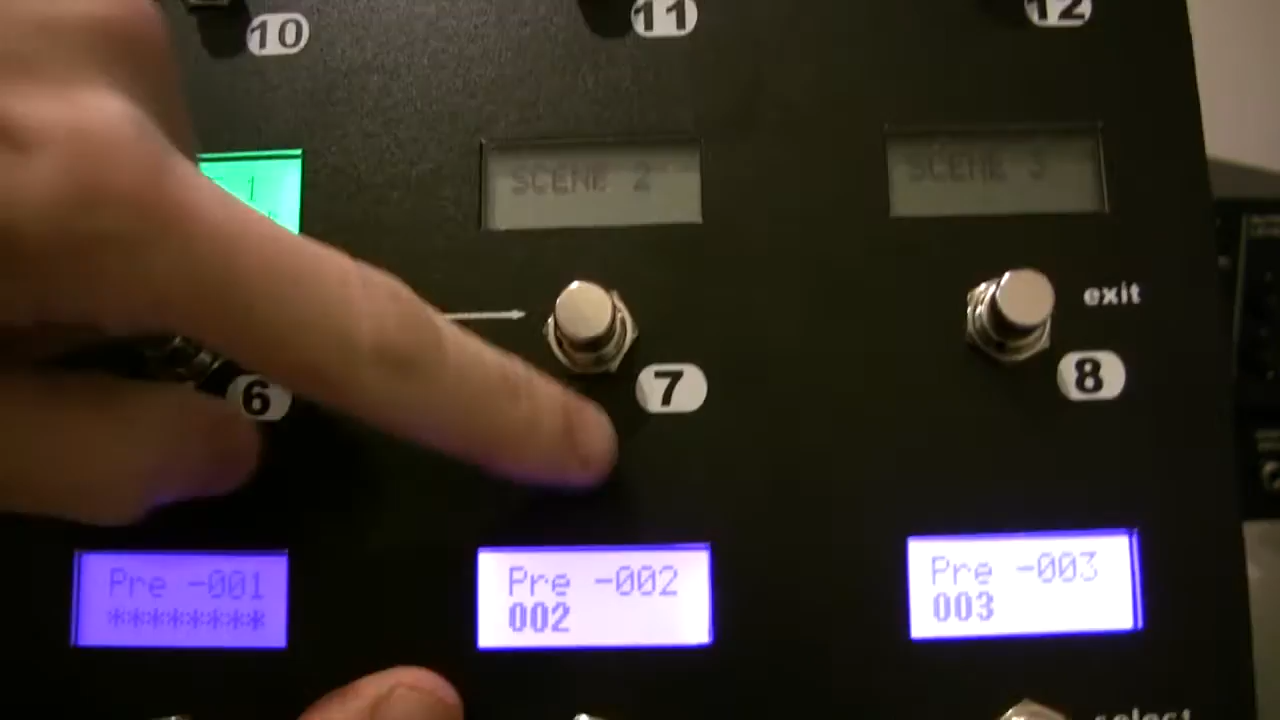 10
11
12
SCENE 2
SCENE 3
exit
6
7
8
Pre -001
********
Pre -002
002
Pre -003
003
select